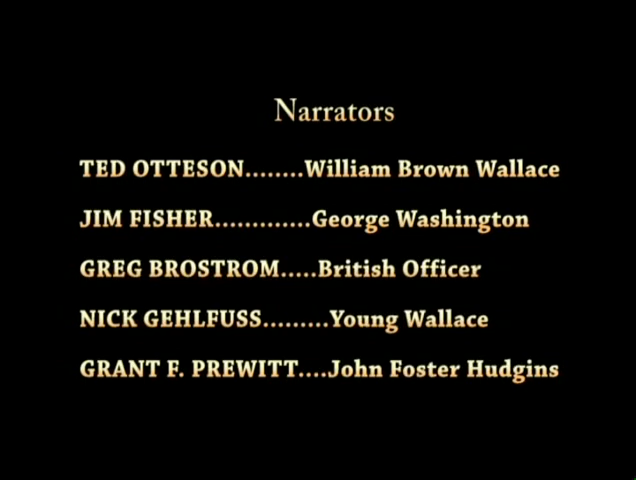 Narrators
TED OTTESON........William Brown Wallace
JIM FISHER.............George Washington
GREG BROSTROM.....British Officer
NICK GEHLFUSS.........Young Wallace
GRANT F. PREWITT....John Foster Hudgins